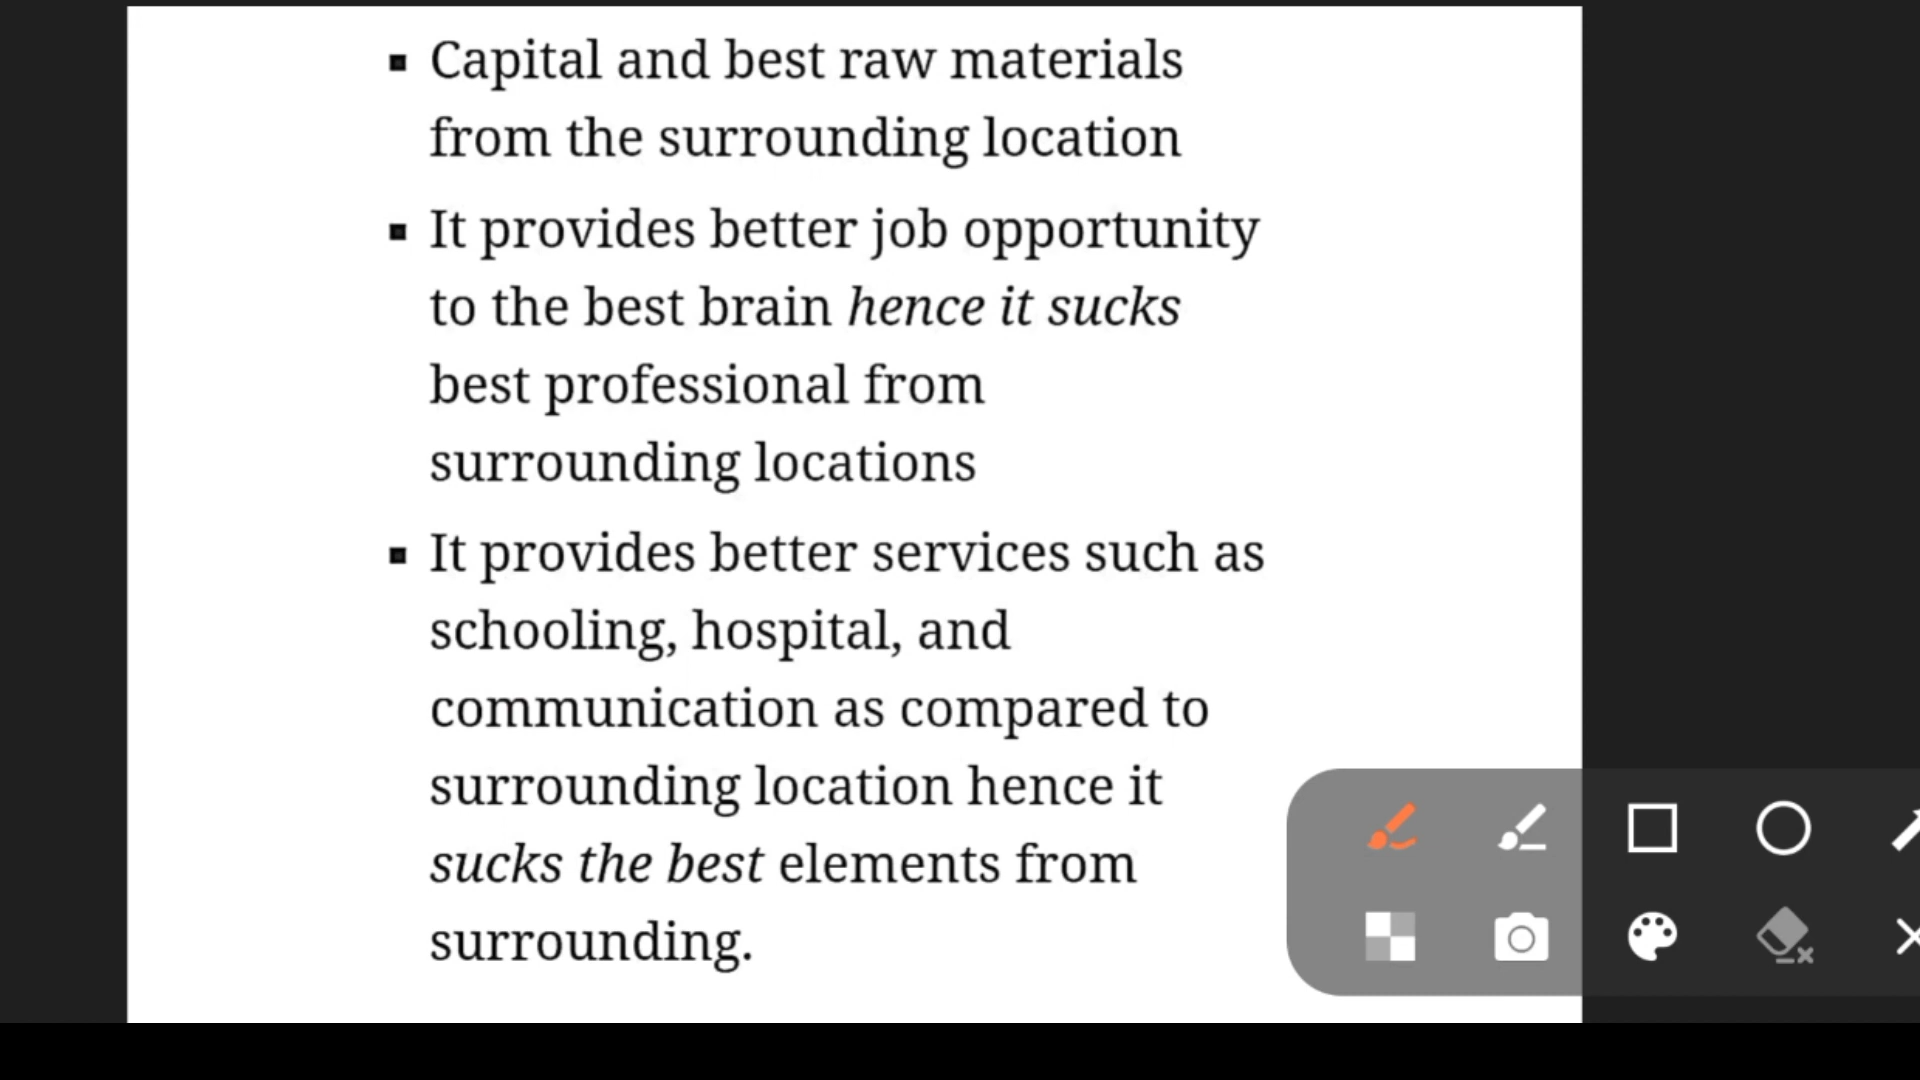 ▪ Capital and best raw materials
from the surrounding location
▪ It provides better job opportunity
to the best brain hence it sucks
best professional from
surrounding locations
▪ It provides better services such as
schooling, hospital, and
communication as compared to
surrounding location hence it
sucks the best elements from
surrounding.